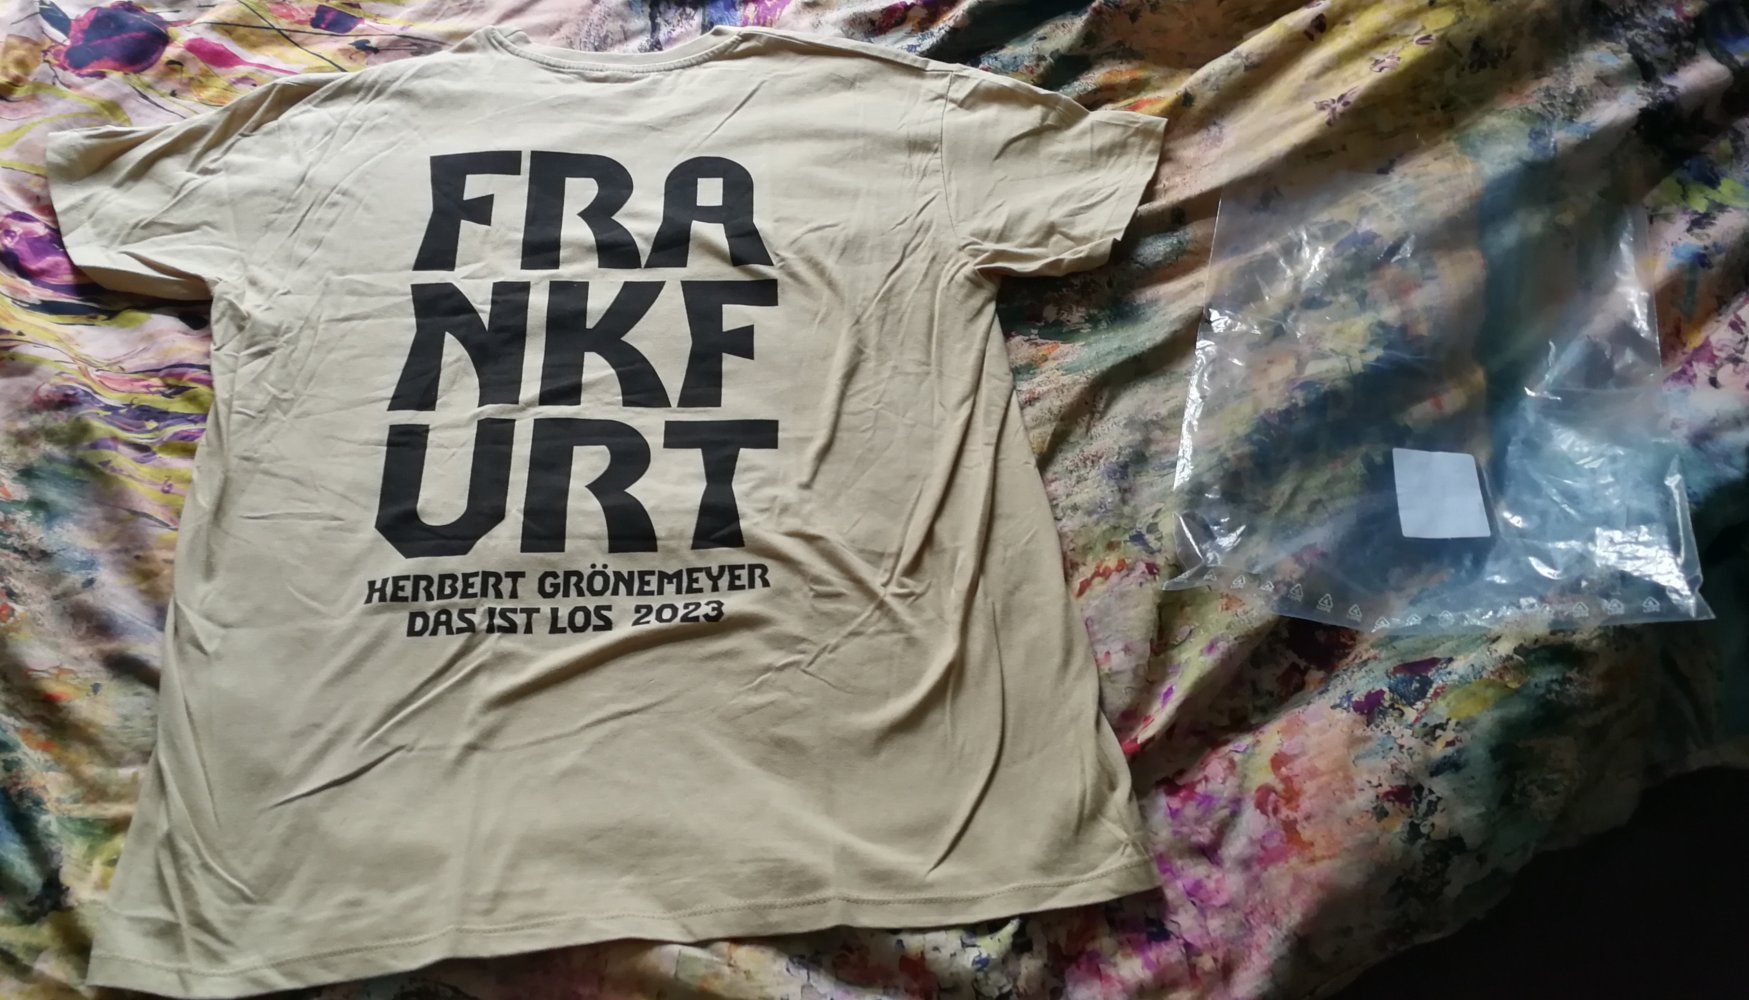 FRA
NKF
URT
HERBERT GRÖNEMEYER
DAS IST LOS 2023